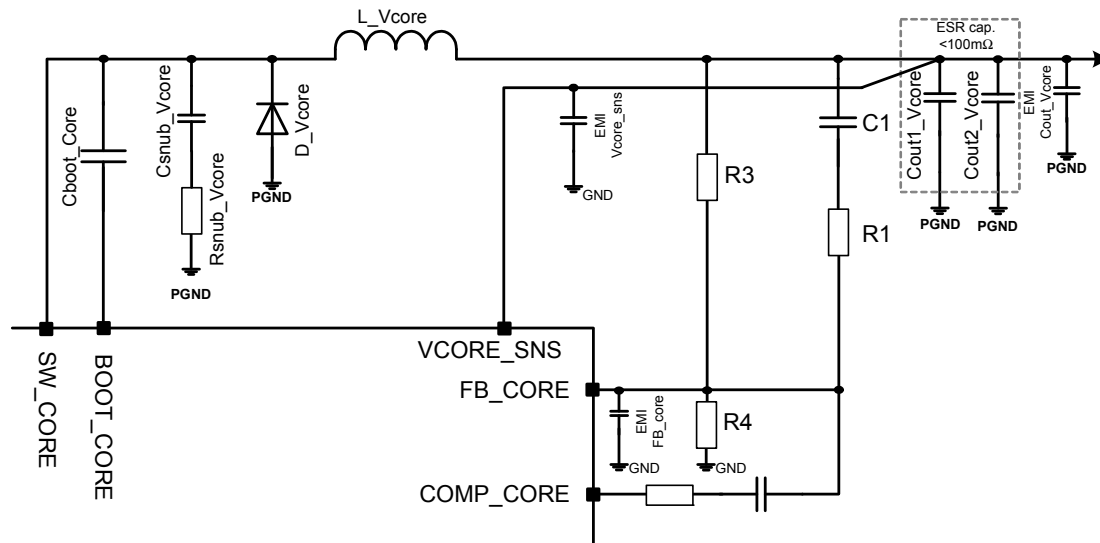 L_Vcore
ESR cap.
<100mΩ
Cboot_Core
Csnub_Vcore
Rsnub_Vcore
PGND
D_Vcore
PGND
EMI
Vcore_sns
GND
R3
C1
R1
Cout1_Vcore
PGND
Cout2_Vcore
PGND
EMI
Cout_Vcore
PGND
SW_CORE
BOOT_CORE
VCORE_SNS
FB_CORE
EMI
FB_core
GND
R4
GND
COMP_CORE